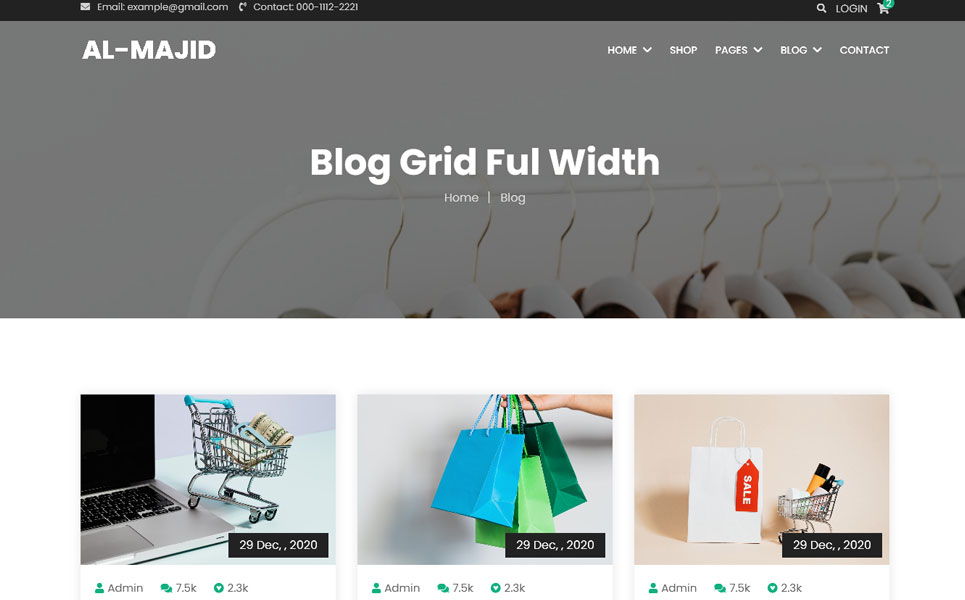 Email: example@gmail.com Contact: 000-1112-2221 LOGIN 2
AL-MAJID HOME SHOP PAGES BLOG CONTACT
Blog Grid Ful Width
Home | Blog
SALE
29 Dec, , 2020 29 Dec, , 2020 29 Dec, , 2020
Admin 7.5k 2.3k Admin 7.5k 2.3k Admin 7.5k 2.3k